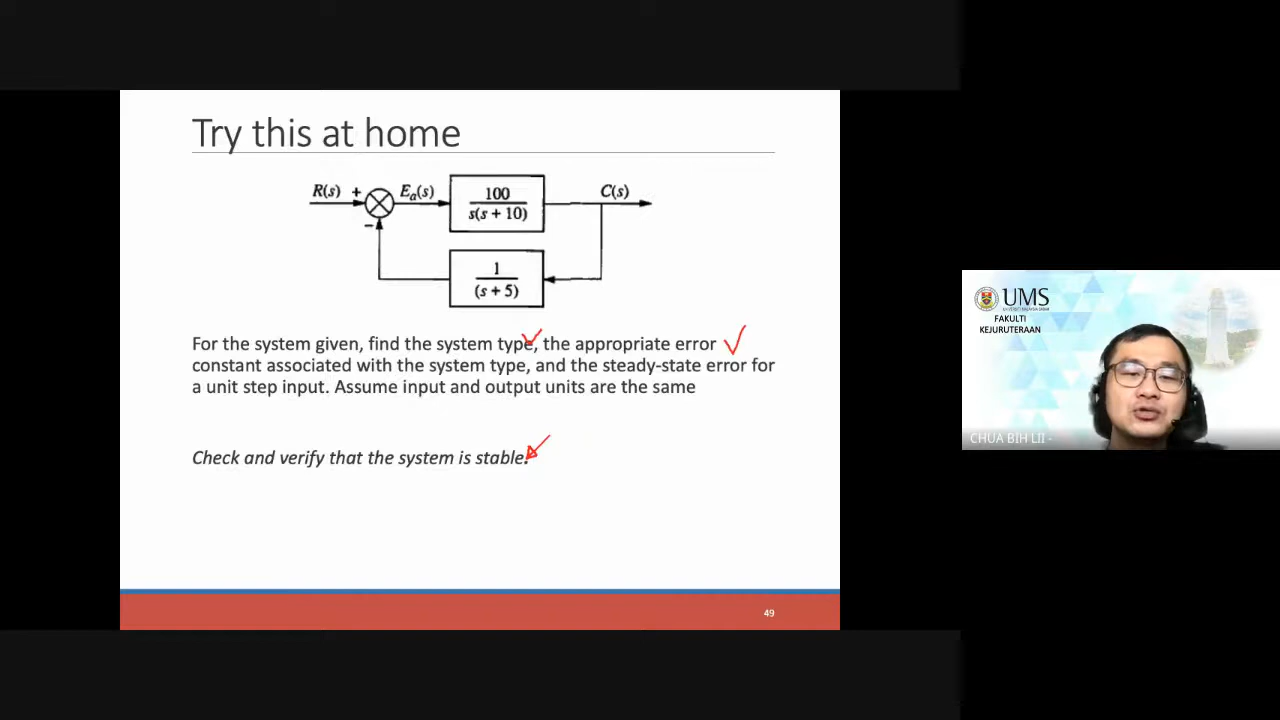 Try this at home
R(s) + Ea(s) 100 C(s)
s(s + 10)
−
1
(s + 5)
For the system given, find the system type, the appropriate error
constant associated with the system type, and the steady-state error for
a unit step input. Assume input and output units are the same
Check and verify that the system is stable.
49
UMS
FAKULTI
KEJURUTERAAN
CHUA BIH LII -